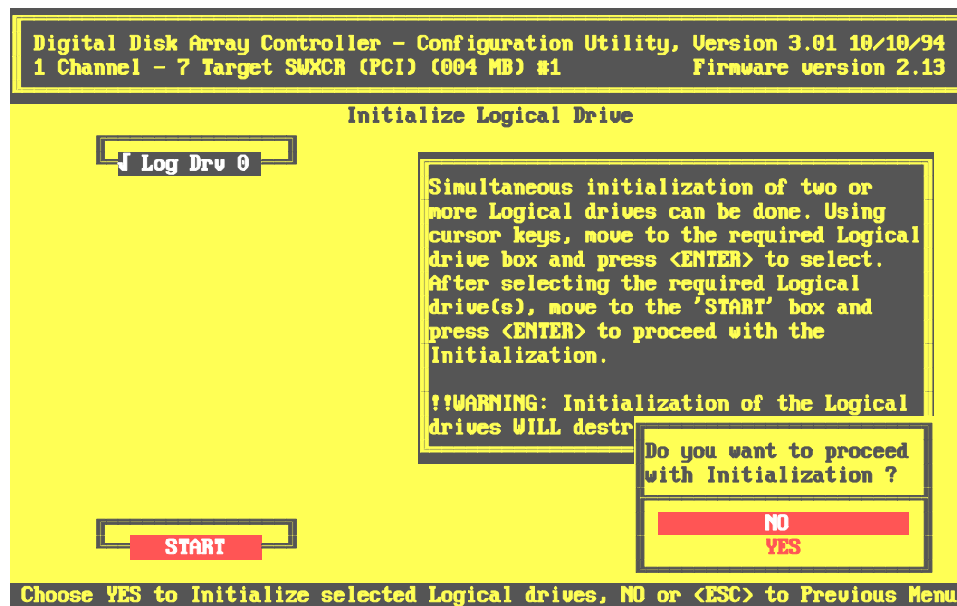 Digital Disk Array Controller – Configuration Utility, Version 3.01 10/10/94
1 Channel – 7 Target SWXCR (PCI) (004 MB) #1 Firmware version 2.13
Initialize Logical Drive
√ Log Drv 0
Simultaneous initialization of two or
more Logical drives can be done. Using
cursor keys, move to the required Logical
drive box and press <ENTER> to select.
After selecting the required Logical
drive(s), move to the 'START' box and
press <ENTER> to proceed with the
Initialization.
!!WARNING: Initialization of the Logical
drives WILL destr
Do you want to proceed
with Initialization ?
NO
YES
START
Choose YES to Initialize selected Logical drives, NO or <ESC> to Previous Menu